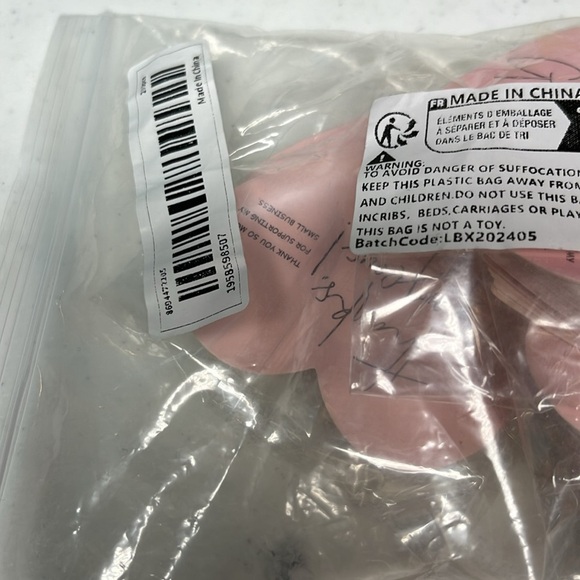 Made in China
1958598507
FR MADE IN CHINA
ÉLÉMENTS D EMBALLAGE
À SÉPARER ET À DÉPOSER
DANS LE BAC DE TRI
WARNING:
TO AVOID DANGER OF SUFFOCATION
KEEP THIS PLASTIC BAG AWAY FROM
AND CHILDREN.DO NOT USE THIS BA
INCRIBS, BEDS,CARRIAGES OR PLAY
THIS BAG IS NOT A TOY.
BatchCode:LBX202405
THANK YOU SO MU
FOR SUPPORTING MY
SMALL BUSINESS